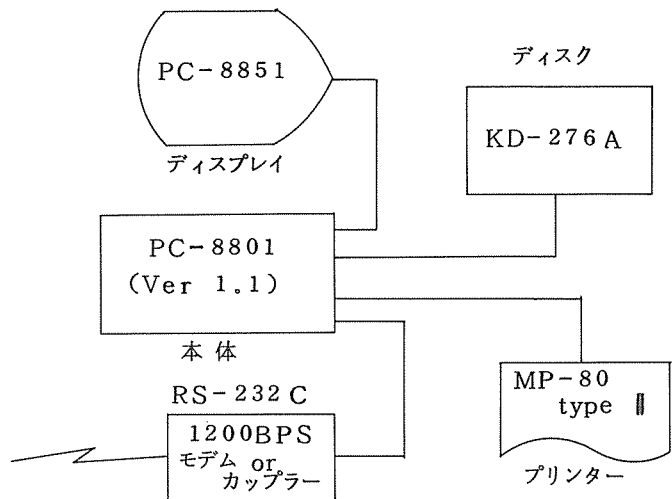 PC-8851
ディスプレイ
ディスク
KD-276A
PC-8801
(Ver 1.1)
本体
RS-232C
1200BPS
モデム or
カップラー
MP-80
type Ⅱ
プリンター